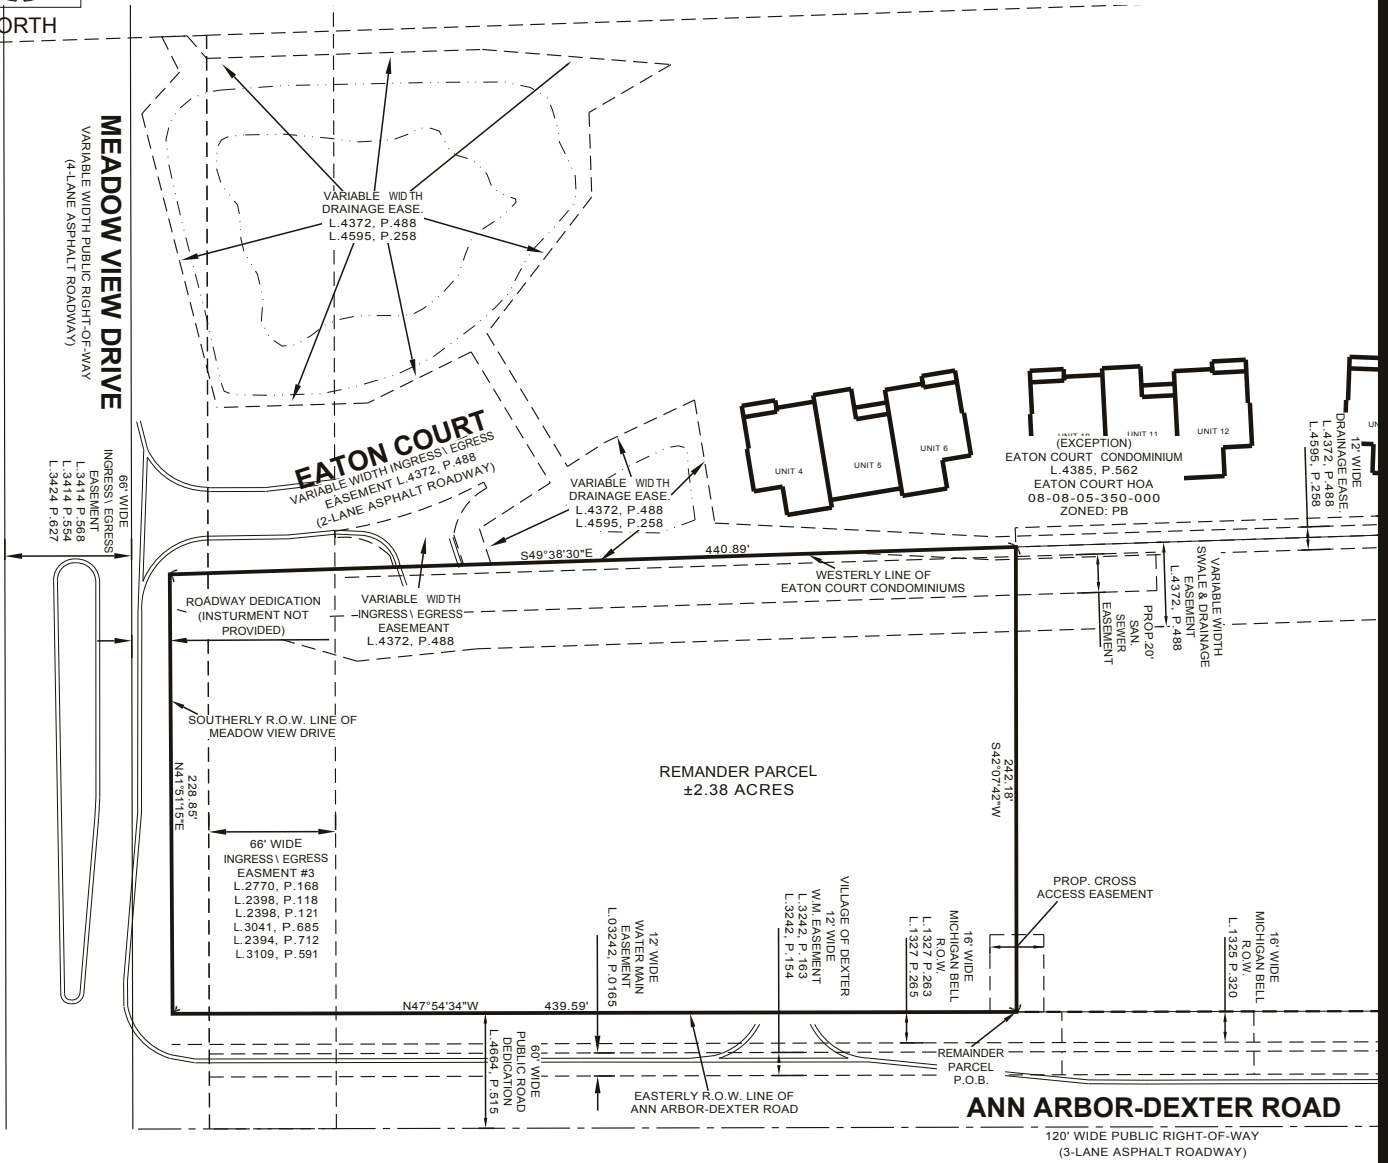 ORTH
MEADOW VIEW DRIVE
VARIABLE WIDTH PUBLIC RIGHT-OF-WAY
(4-LANE ASPHALT ROADWAY)
VARIABLE WIDTH
DRAINAGE EASE.
L.4372, P.488
L.4595, P.258
EATON COURT
VARIABLE WIDTH INGRESS \ EGRESS
EASEMENT L.4372, P.488
(2-LANE ASPHALT ROADWAY)
66' WIDE
INGRESS\ EGRESS
EASEMENT
L.3414 P.568
L.3414 P.554
L.3424 P.627
VARIABLE WIDTH
DRAINAGE EASE.
L.4372, P.488
L.4595, P.258
UNIT 4
UNIT 5
UNIT 6
UNIT 11
UNIT 12
(EXCEPTION)
EATON COURT CONDOMINIUM
L.4385, P.562
EATON COURT HOA
08-08-05-350-000
ZONED: PB
12' WIDE
DRAINAGE EASE.
L.4372, P.488
L.4595, P.258
S49°38'30"E
440.89'
WESTERLY LINE OF
EATON COURT CONDOMINIUMS
ROADWAY DEDICATION
(INSTURMENT NOT
PROVIDED)
VARIABLE WIDTH
INGRESS \ EGRESS
EASEMEANT
L.4372, P.488
VARIABLE WIDTH
SWALE & DRAINAGE
EASEMENT
L.4372, P.488
PROP.20'
SAN.
SEWER
EASEMENT
SOUTHERLY R.O.W. LINE OF
MEADOW VIEW DRIVE
228.85'
N41°51'15"E
REMANDER PARCEL
±2.38 ACRES
242.18'
S42°07'42"W
66' WIDE
INGRESS \ EGRESS
EASMENT #3
L.2770, P.168
L.2398, P.118
L.2398, P.121
L.3041, P.685
L.2394, P.712
L.3109, P.591
12' WIDE
WATER MAIN
EASEMENT
L.03242, P.0165
VILLAGE OF DEXTER
12' WIDE
W.M. EASEMENT
L.3242, P.163
L.3242, P.154
16' WIDE
MICHIGAN BELL
R.O.W.
L.1327 P.263
L.1327 P.265
PROP. CROSS
ACCESS EASEMENT
16' WIDE
MICHIGAN BELL
R.O.W.
L.1325 P.320
N47°54'34"W
439.59'
60' WIDE
PUBLIC ROAD
DEDICATION
L.4664, P.515
REMAINDER
PARCEL
P.O.B.
EASTERLY R.O.W. LINE OF
ANN ARBOR-DEXTER ROAD
ANN ARBOR-DEXTER ROAD
120' WIDE PUBLIC RIGHT-OF-WAY
(3-LANE ASPHALT ROADWAY)